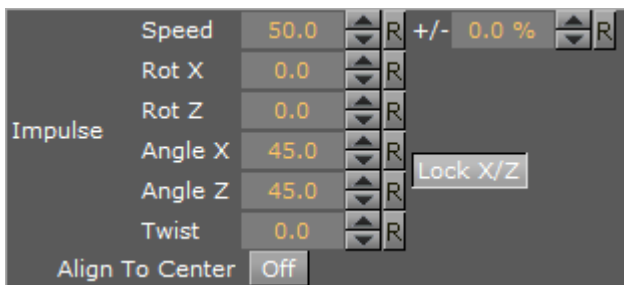 Speed 50.0 R +/- 0.0 % R
Rot X 0.0 R
Rot Z 0.0 R
Impulse
Angle X 45.0 R
Lock X/Z
Angle Z 45.0 R
Twist 0.0 R
Align To Center Off